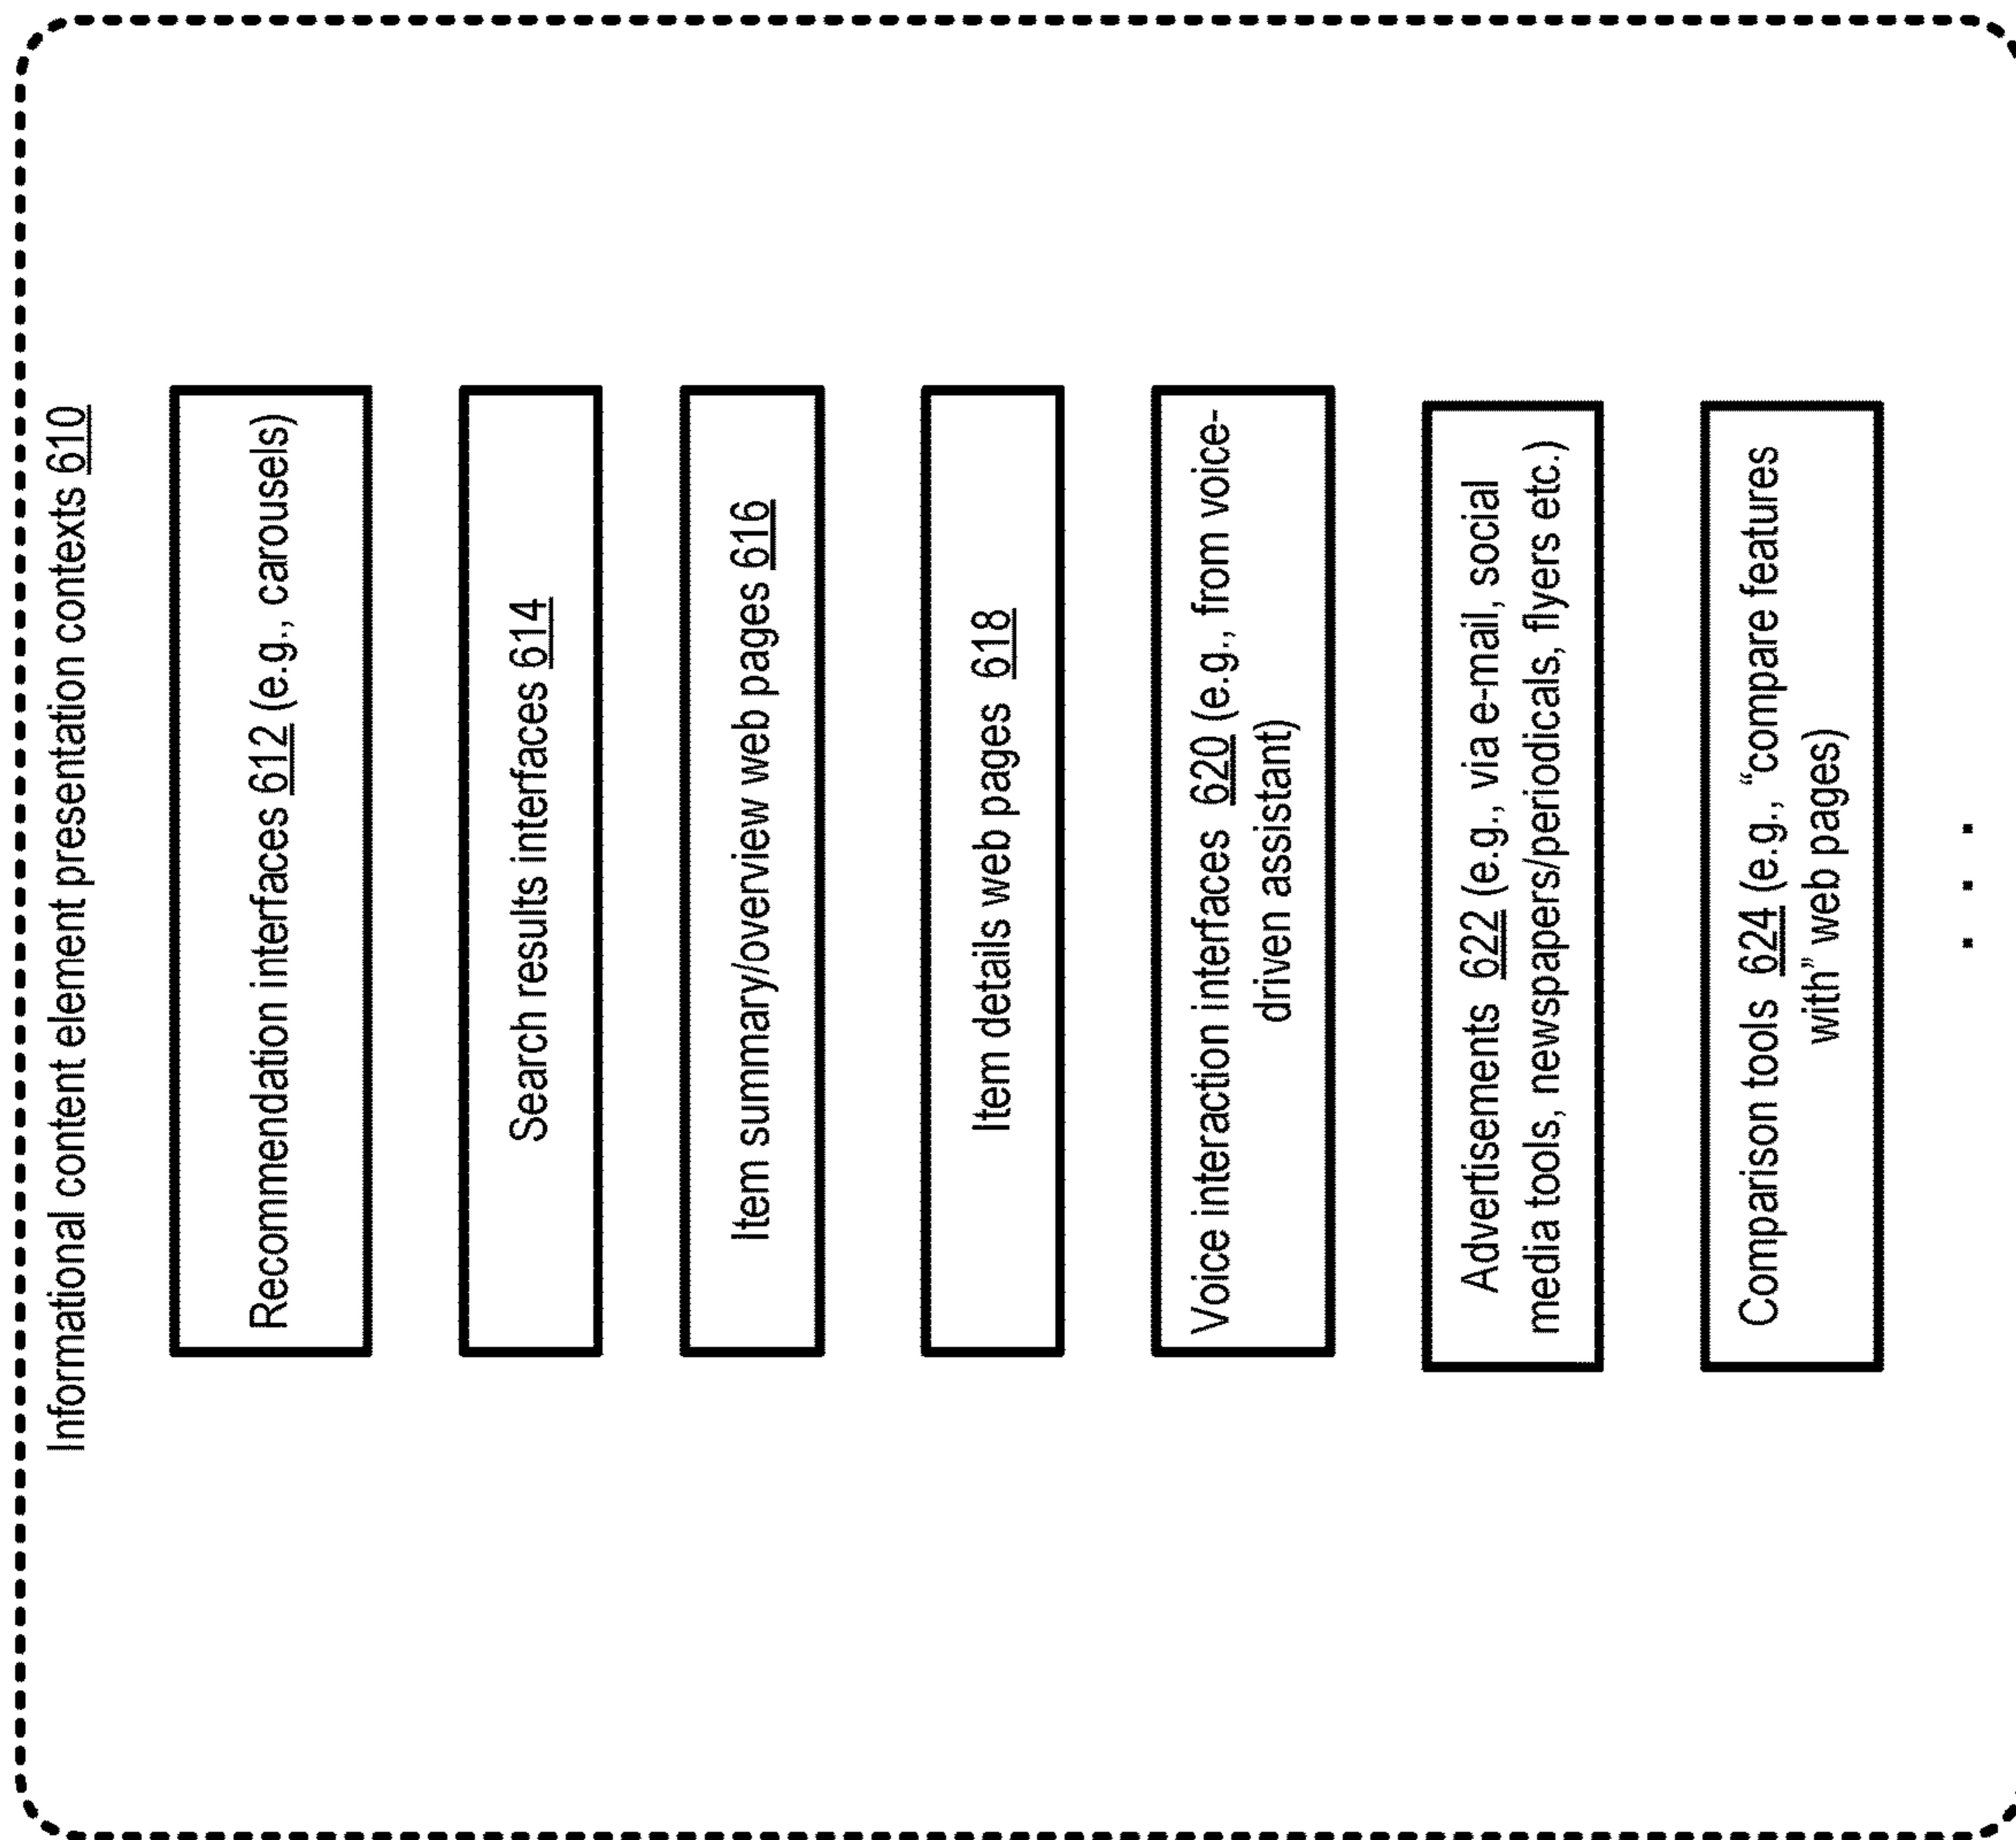 Informational content element presentation contexts 610
Recommendation interfaces 612 (e.g., carousels)
Search results interfaces 614
Item summary/overview web pages 616
Item details web pages 618
Voice interaction interfaces 620 (e.g., from voice-
driven assistant)
Advertisements 622 (e.g., via e-mail, social
media tools, newspapers/periodicals, flyers etc.)
Comparison tools 624 (e.g., “compare features
with” web pages)
. . .